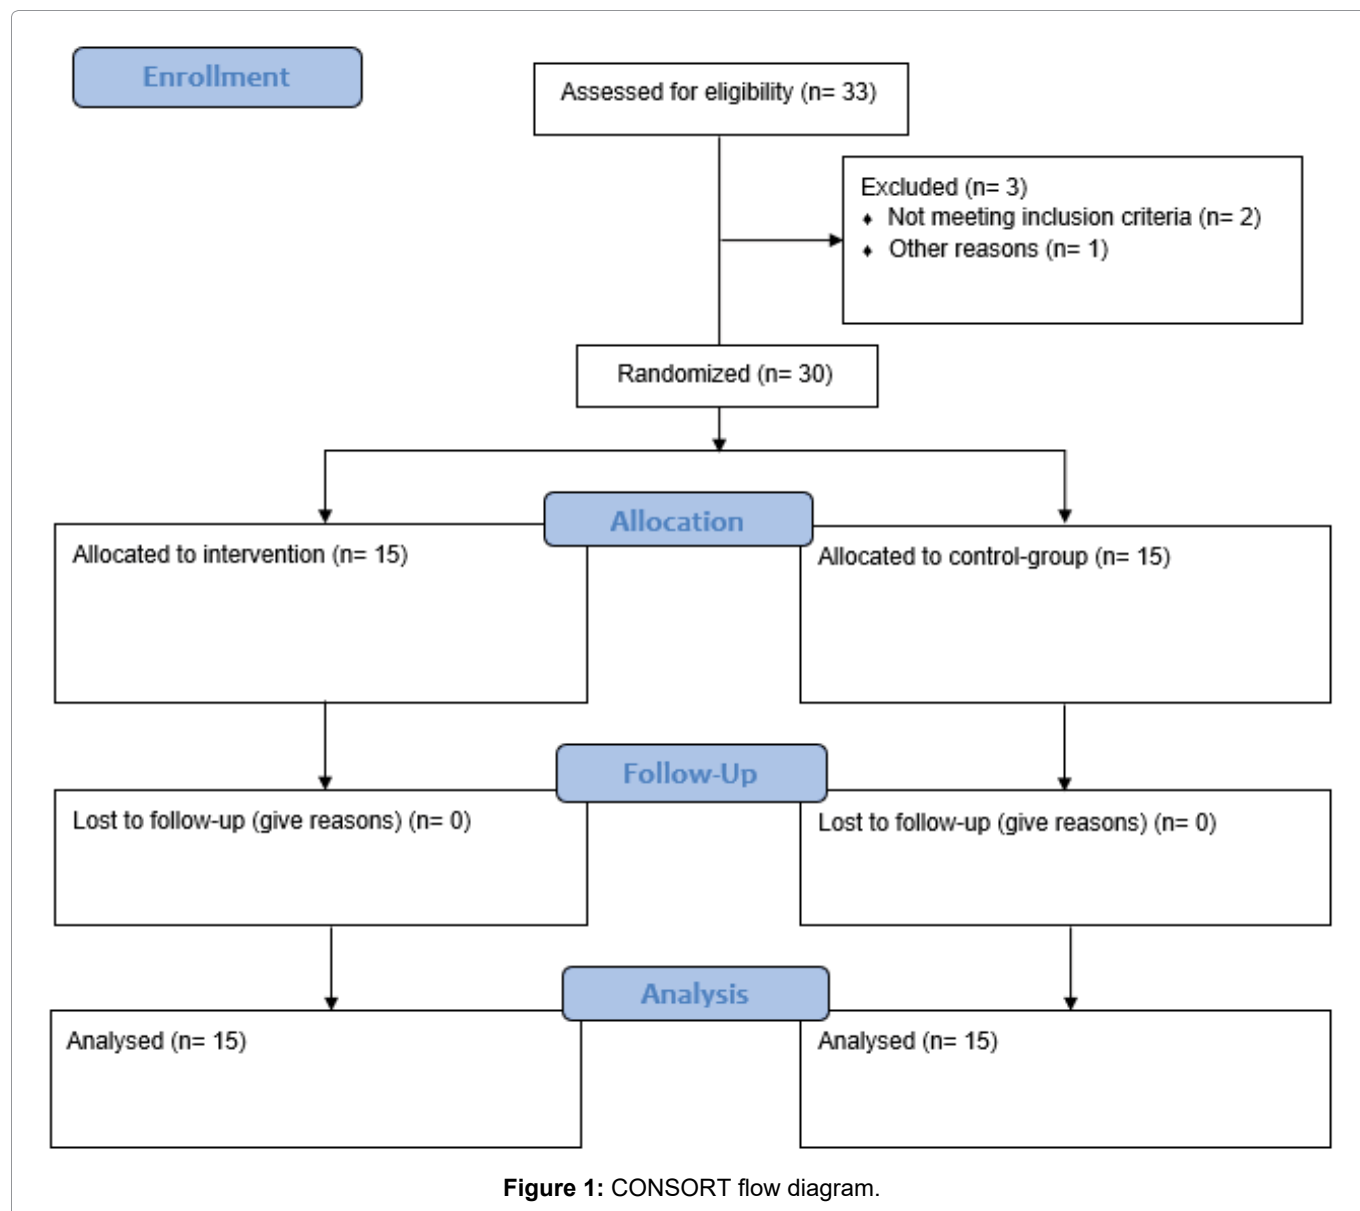 Enrollment
Assessed for eligibility (n= 33)
Excluded (n= 3)
♦ Not meeting inclusion criteria (n= 2)
♦ Other reasons (n= 1)
Randomized (n= 30)
Allocation
Allocated to intervention (n= 15)
Allocated to control-group (n= 15)
Follow-Up
Lost to follow-up (give reasons) (n= 0)
Lost to follow-up (give reasons) (n= 0)
Analysis
Analysed (n= 15)
Analysed (n= 15)
Figure 1: CONSORT flow diagram.